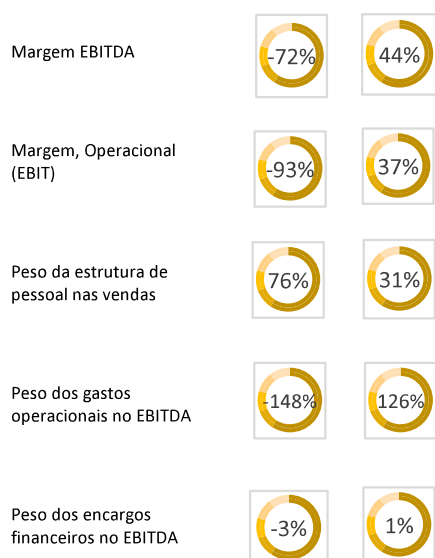 Margem EBITDA
-72%
44%
Margem, Operacional
(EBIT)
-93%
37%
Peso da estrutura de
pessoal nas vendas
76%
31%
Peso dos gastos
operacionais no EBITDA
-148%
126%
Peso dos encargos
financeiros no EBITDA
-3%
1%